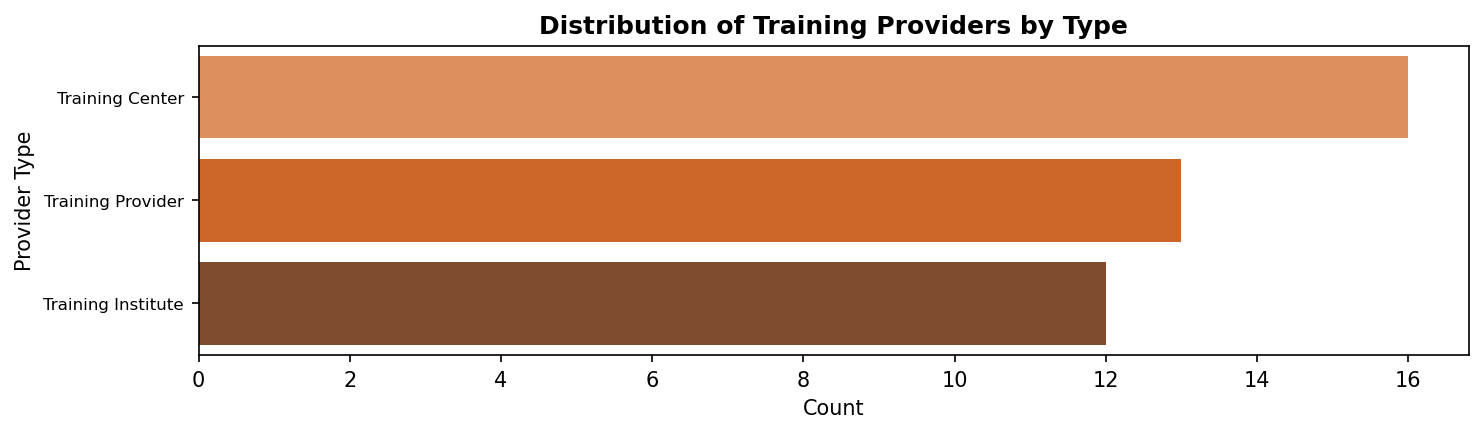 Distribution of Training Providers by Type
Provider Type
Training Center
Training Provider
Training Institute
0 2 4 6 8 10 12 14 16
Count